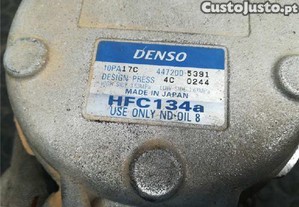 CustoJusto.pt
DENSO
10PA17C 447200-5391
DESIGN PRESS 4C 0244
MADE IN JAPAN
HFC134a
USE ONLY ND-OIL 8